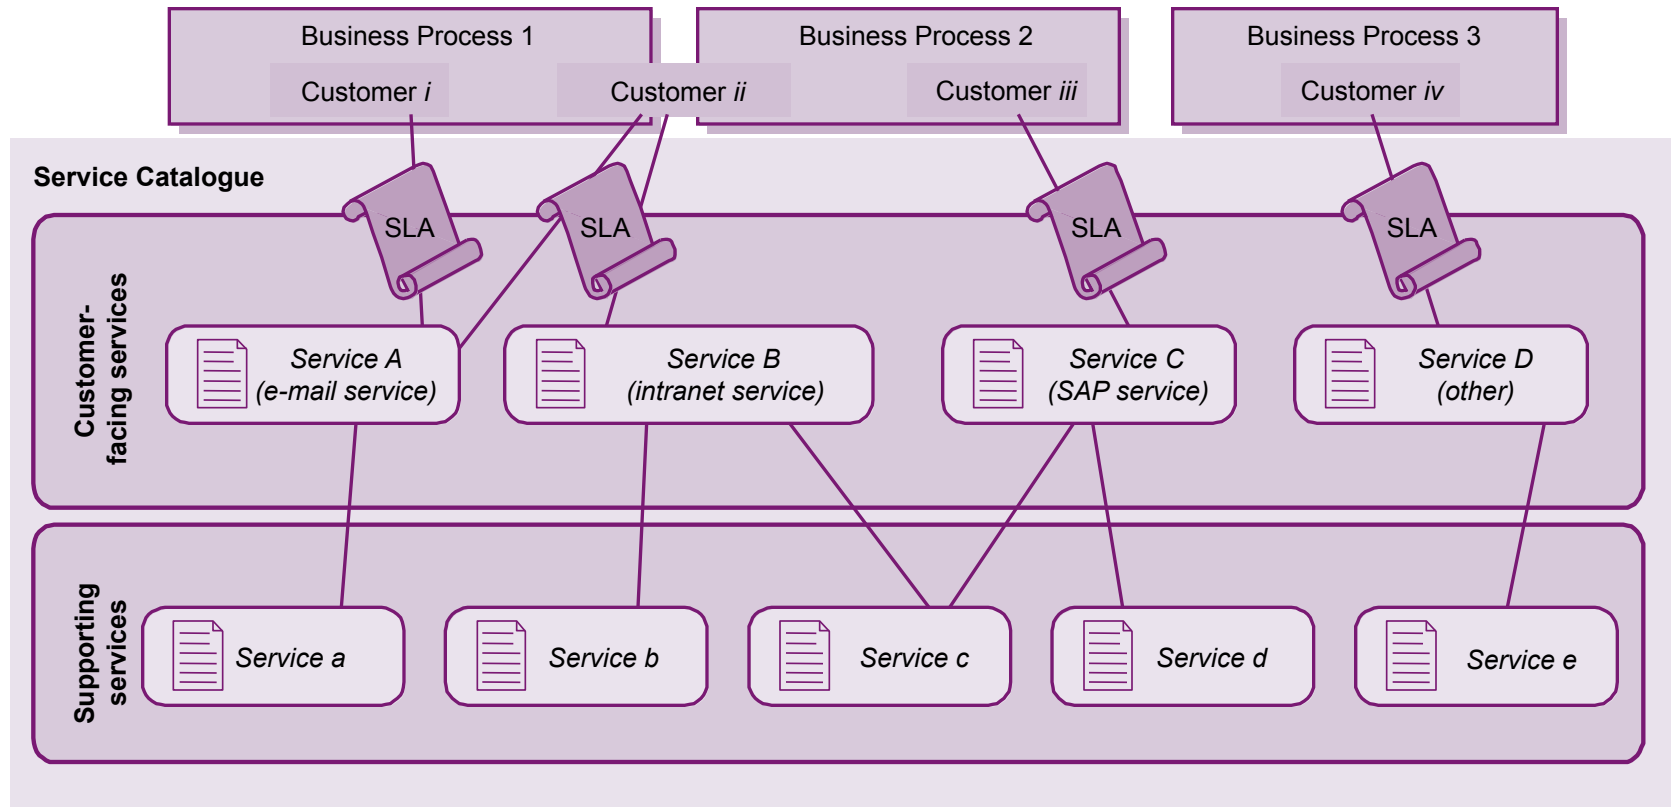 Business Process 1
Business Process 2
Business Process 3
Customer i
Customer ii
Customer iii
Customer iv
Service Catalogue
SLA
SLA
SLA
SLA
Customer-
facing services
Service A
(e-mail service)
Service B
(intranet service)
Service C
(SAP service)
Service D
(other)
Supporting
services
Service a
Service b
Service c
Service d
Service e